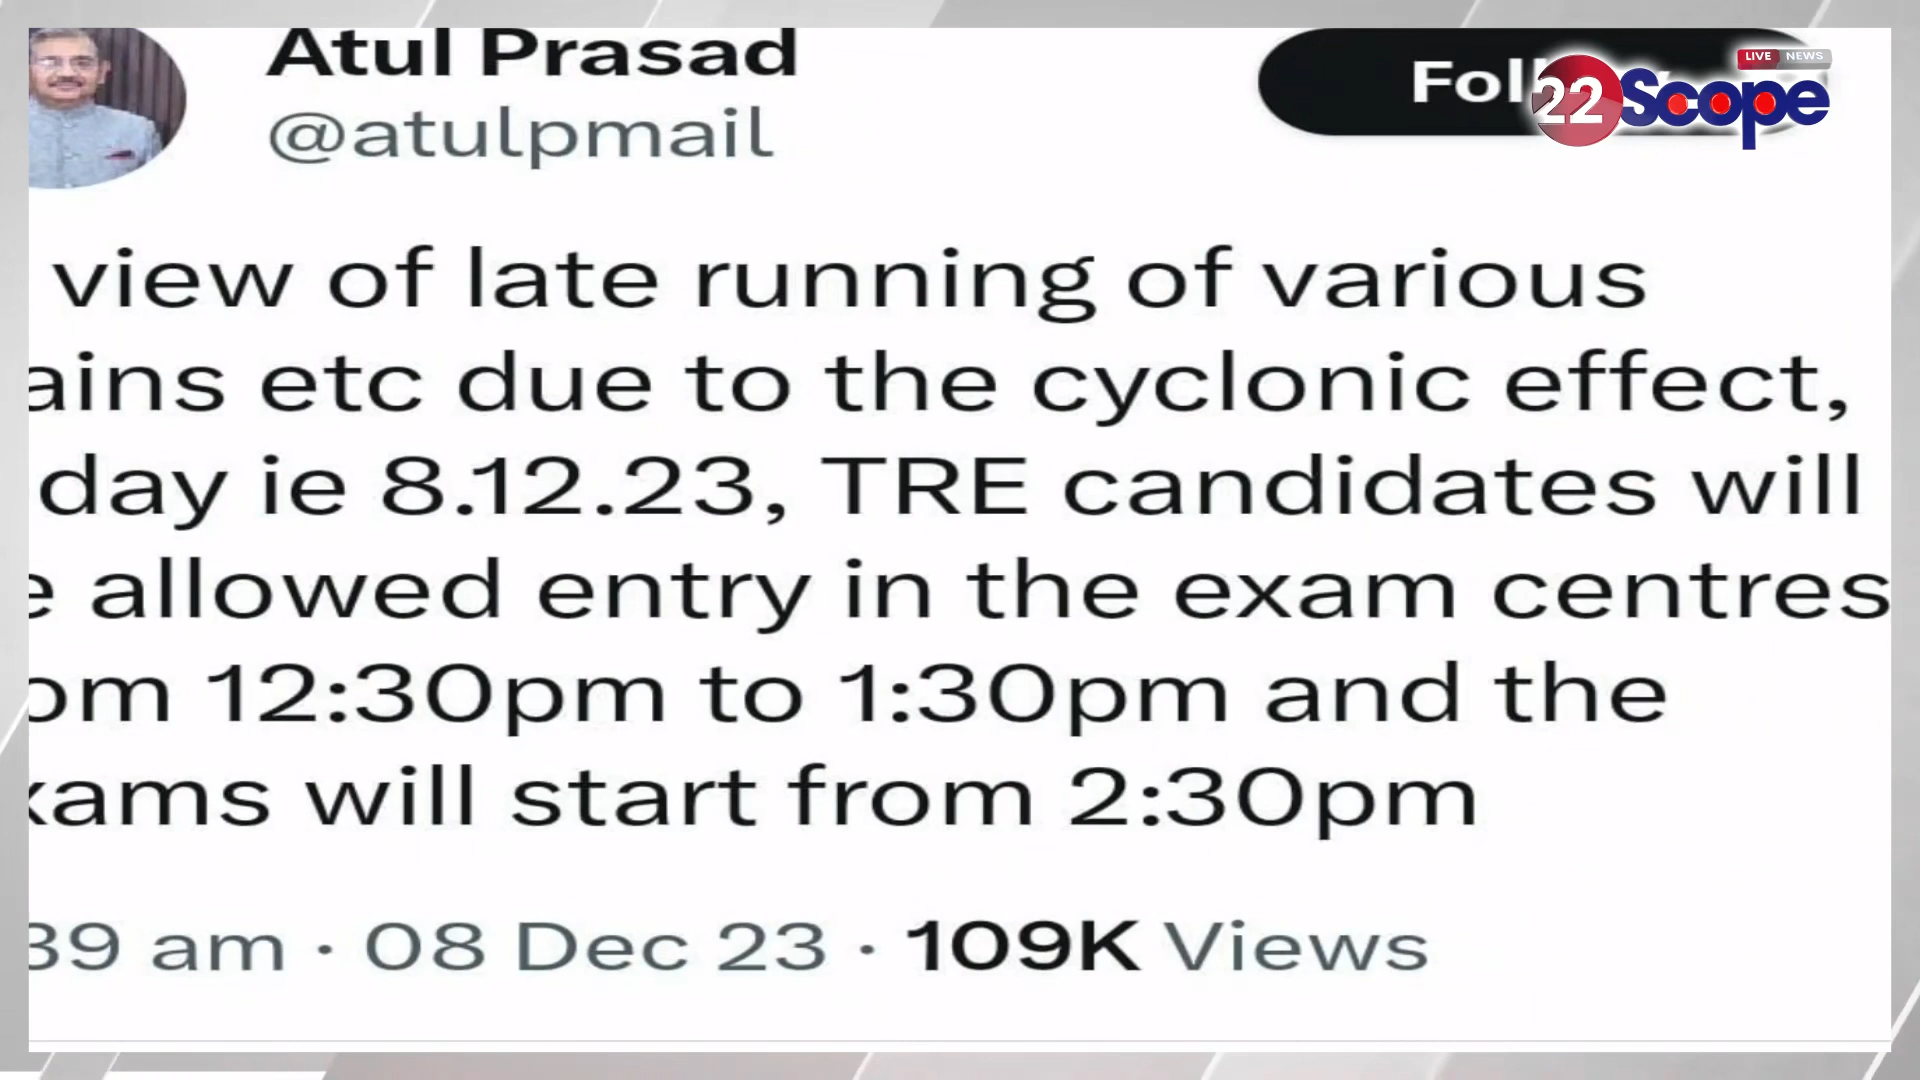 Atul Prasad
@atulpmail
Foll
LIVE NEWS
22Scope
view of late running of various
ains etc due to the cyclonic effect,
day ie 8.12.23, TRE candidates will
e allowed entry in the exam centres
om 12:30pm to 1:30pm and the
xams will start from 2:30pm
39 am · 08 Dec 23 · 109K Views